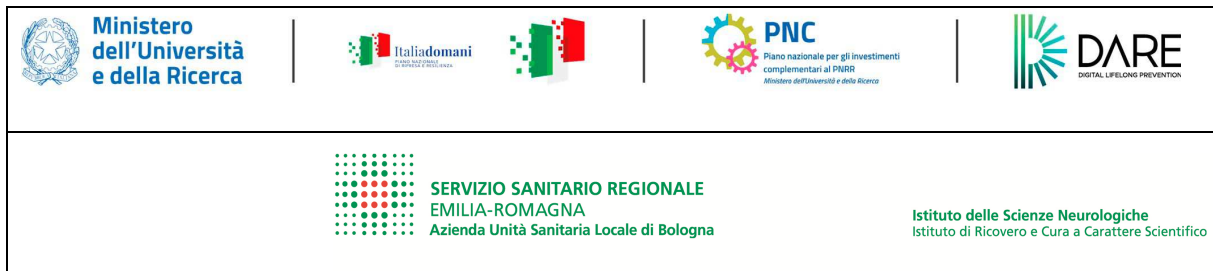 Ministero
dell'Università
e della Ricerca
Italiadomani
PIANO NAZIONALE
DI RIPRESA E RESILIENZA
PNC
Piano nazionale per gli investimenti
complementari al PNRR
Ministero dell'Università e della Ricerca
DARE
DIGITAL LIFELONG PREVENTION
SERVIZIO SANITARIO REGIONALE
EMILIA-ROMAGNA
Azienda Unità Sanitaria Locale di Bologna
Istituto delle Scienze Neurologiche
Istituto di Ricovero e Cura a Carattere Scientifico